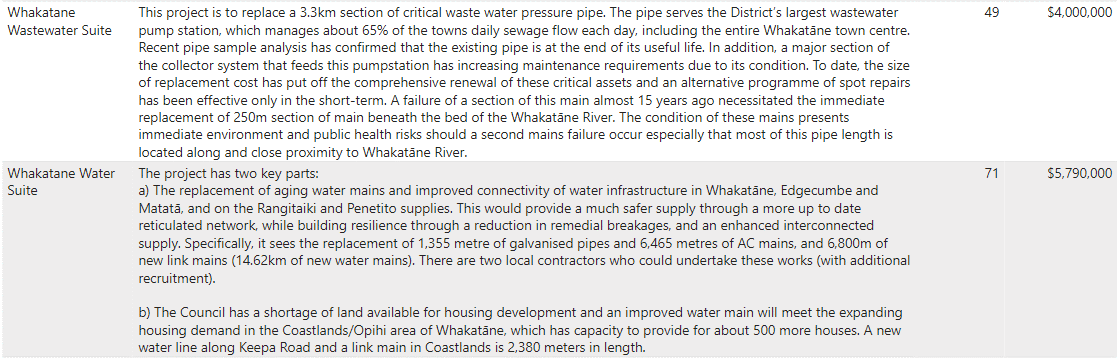 Whakatane Wastewater Suite
This project is to replace a 3.3km section of critical waste water pressure pipe. The pipe serves the District's largest wastewater
pump station, which manages about 65% of the towns daily sewage flow each day, including the entire Whakatāne town centre.
Recent pipe sample analysis has confirmed that the existing pipe is at the end of its useful life. In addition, a major section of
the collector system that feeds this pumpstation has increasing maintenance requirements due to its condition. To date, the size
of replacement cost has put off the comprehensive renewal of these critical assets and an alternative programme of spot repairs
has been effective only in the short-term. A failure of a section of this main almost 15 years ago necessitated the immediate
replacement of 250m section of main beneath the bed of the Whakatāne River. The condition of these mains presents
immediate environment and public health risks should a second mains failure occur especially that most of this pipe length is
located along and close proximity to Whakatāne River.
49
$4,000,000
Whakatane Water Suite
The project has two key parts:
a) The replacement of aging water mains and improved connectivity of water infrastructure in Whakatāne, Edgecumbe and
Matatā, and on the Rangitaiki and Penetito supplies. This would provide a much safer supply through a more up to date
reticulated network, while building resilience through a reduction in remedial breakages, and an enhanced interconnected
supply. Specifically, it sees the replacement of 1,355 metre of galvanised pipes and 6,465 metres of AC mains, and 6,800m of
new link mains (14.62km of new water mains). There are two local contractors who could undertake these works (with additional
recruitment).
b) The Council has a shortage of land available for housing development and an improved water main will meet the expanding
housing demand in the Coastlands/Opihi area of Whakatāne, which has capacity to provide for about 500 more houses. A new
water line along Keepa Road and a link main in Coastlands is 2,380 meters in length.
71
$5,790,000